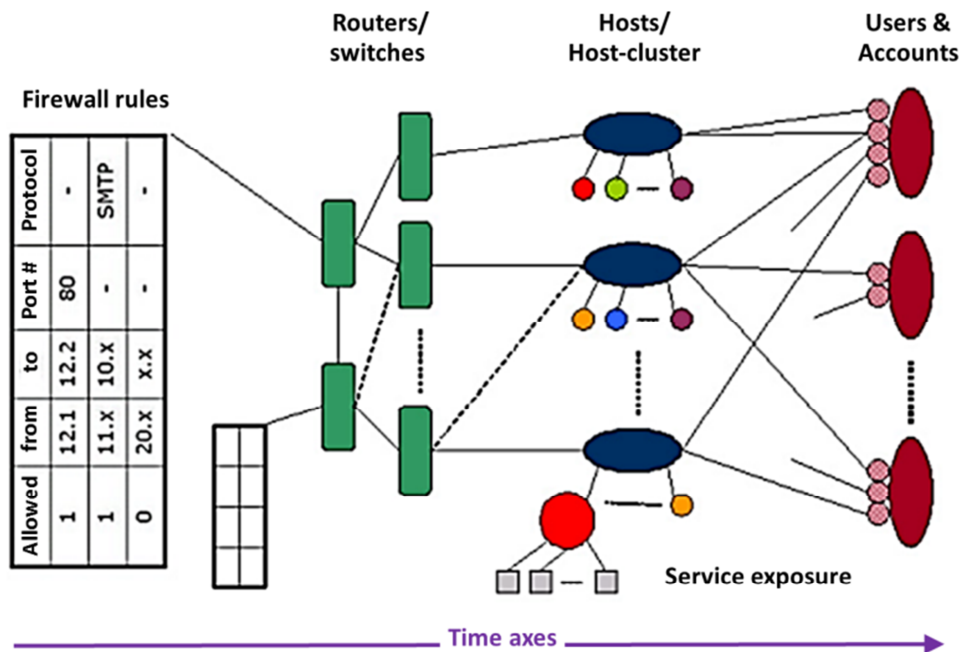 Routers/
switches
Hosts/
Host-cluster
Users &
Accounts
Firewall rules
Allowed from to Port # Protocol
1 12.1 12.2 80 -
1 11.x 10.x - SMTP
0 20.x x.x - -
Service exposure
Time axes